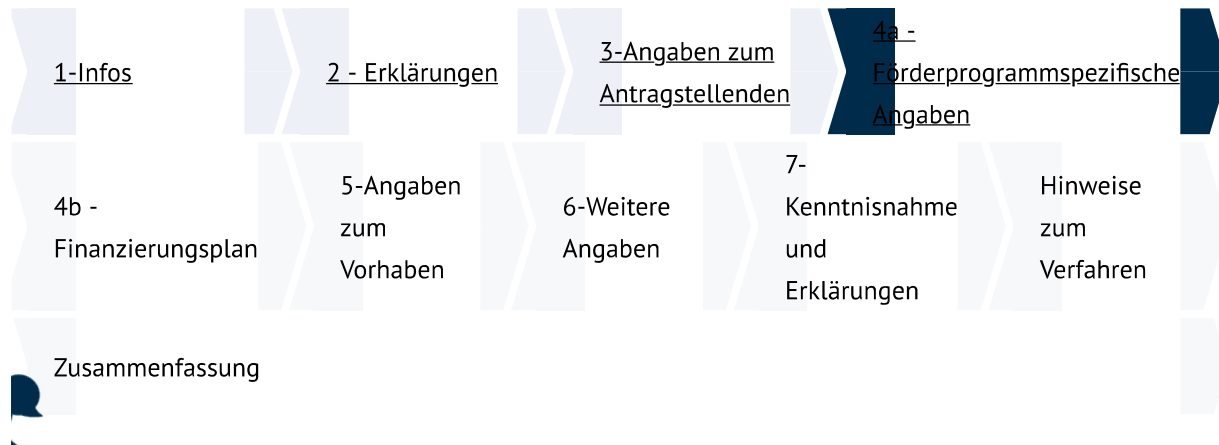 1-Infos
2 - Erklärungen
3-Angaben zum
Antragstellenden
4a -
Förderprogrammspezifische
Angaben
4b -
Finanzierungsplan
5-Angaben
zum
Vorhaben
6-Weitere
Angaben
7-
Kenntnisnahme
und
Erklärungen
Hinweise
zum
Verfahren
Zusammenfassung